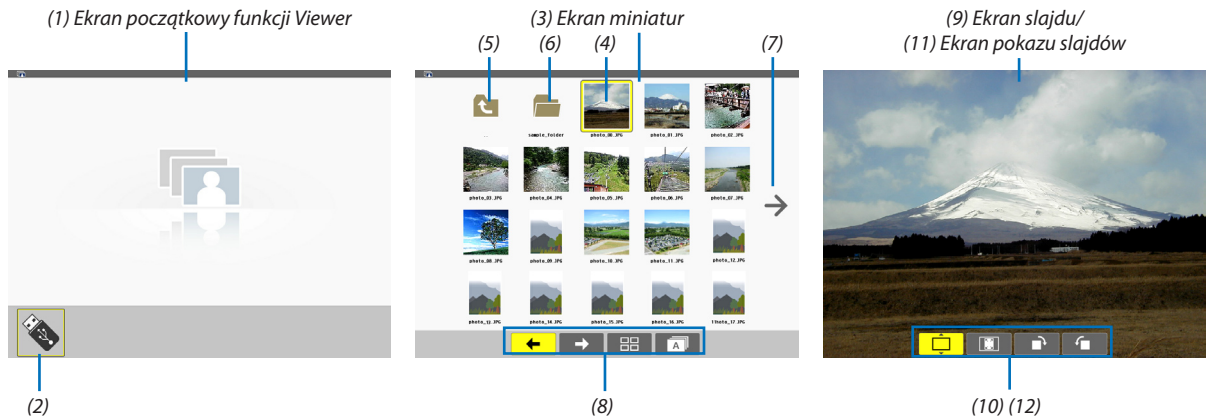 (1) Ekran początkowy funkcji Viewer
(3) Ekran miniatur
(9) Ekran slajdu/
(11) Ekran pokazu slajdów
(5) (6) (4) (7)
sample_folder photo_00.JPG photo_01.JPG photo_02.JPG
photo_03.JPG photo_04.JPG photo_05.JPG photo_06.JPG photo_07.JPG
photo_08.JPG photo_09.JPG photo_10.JPG photo_11.JPG photo_12.JPG
photo_13.JPG photo_14.JPG photo_15.JPG photo_16.JPG photo_17.JPG
A
(2)
(8)
(10) (12)